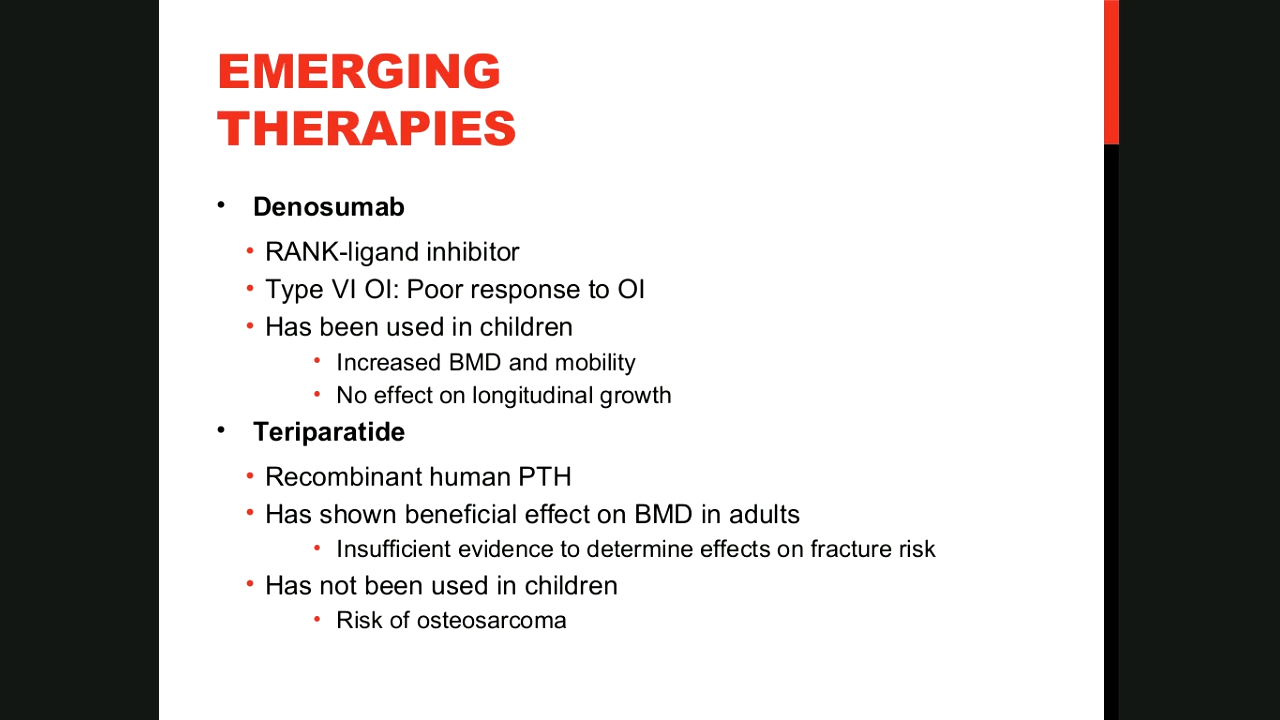 EMERGING
THERAPIES
• Denosumab
• RANK-ligand inhibitor
• Type VI OI: Poor response to OI
• Has been used in children
• Increased BMD and mobility
• No effect on longitudinal growth
• Teriparatide
• Recombinant human PTH
• Has shown beneficial effect on BMD in adults
• Insufficient evidence to determine effects on fracture risk
• Has not been used in children
• Risk of osteosarcoma